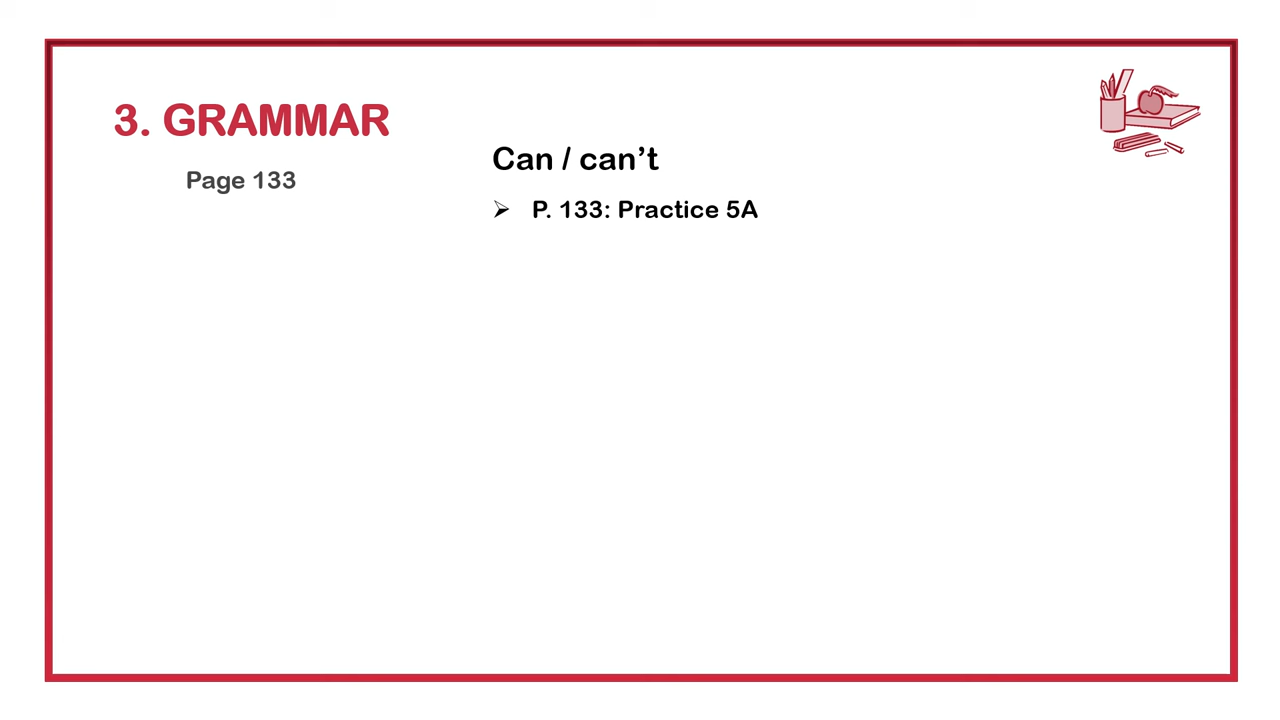 3. GRAMMAR
Page 133
Can / can’t
➢ P. 133: Practice 5A